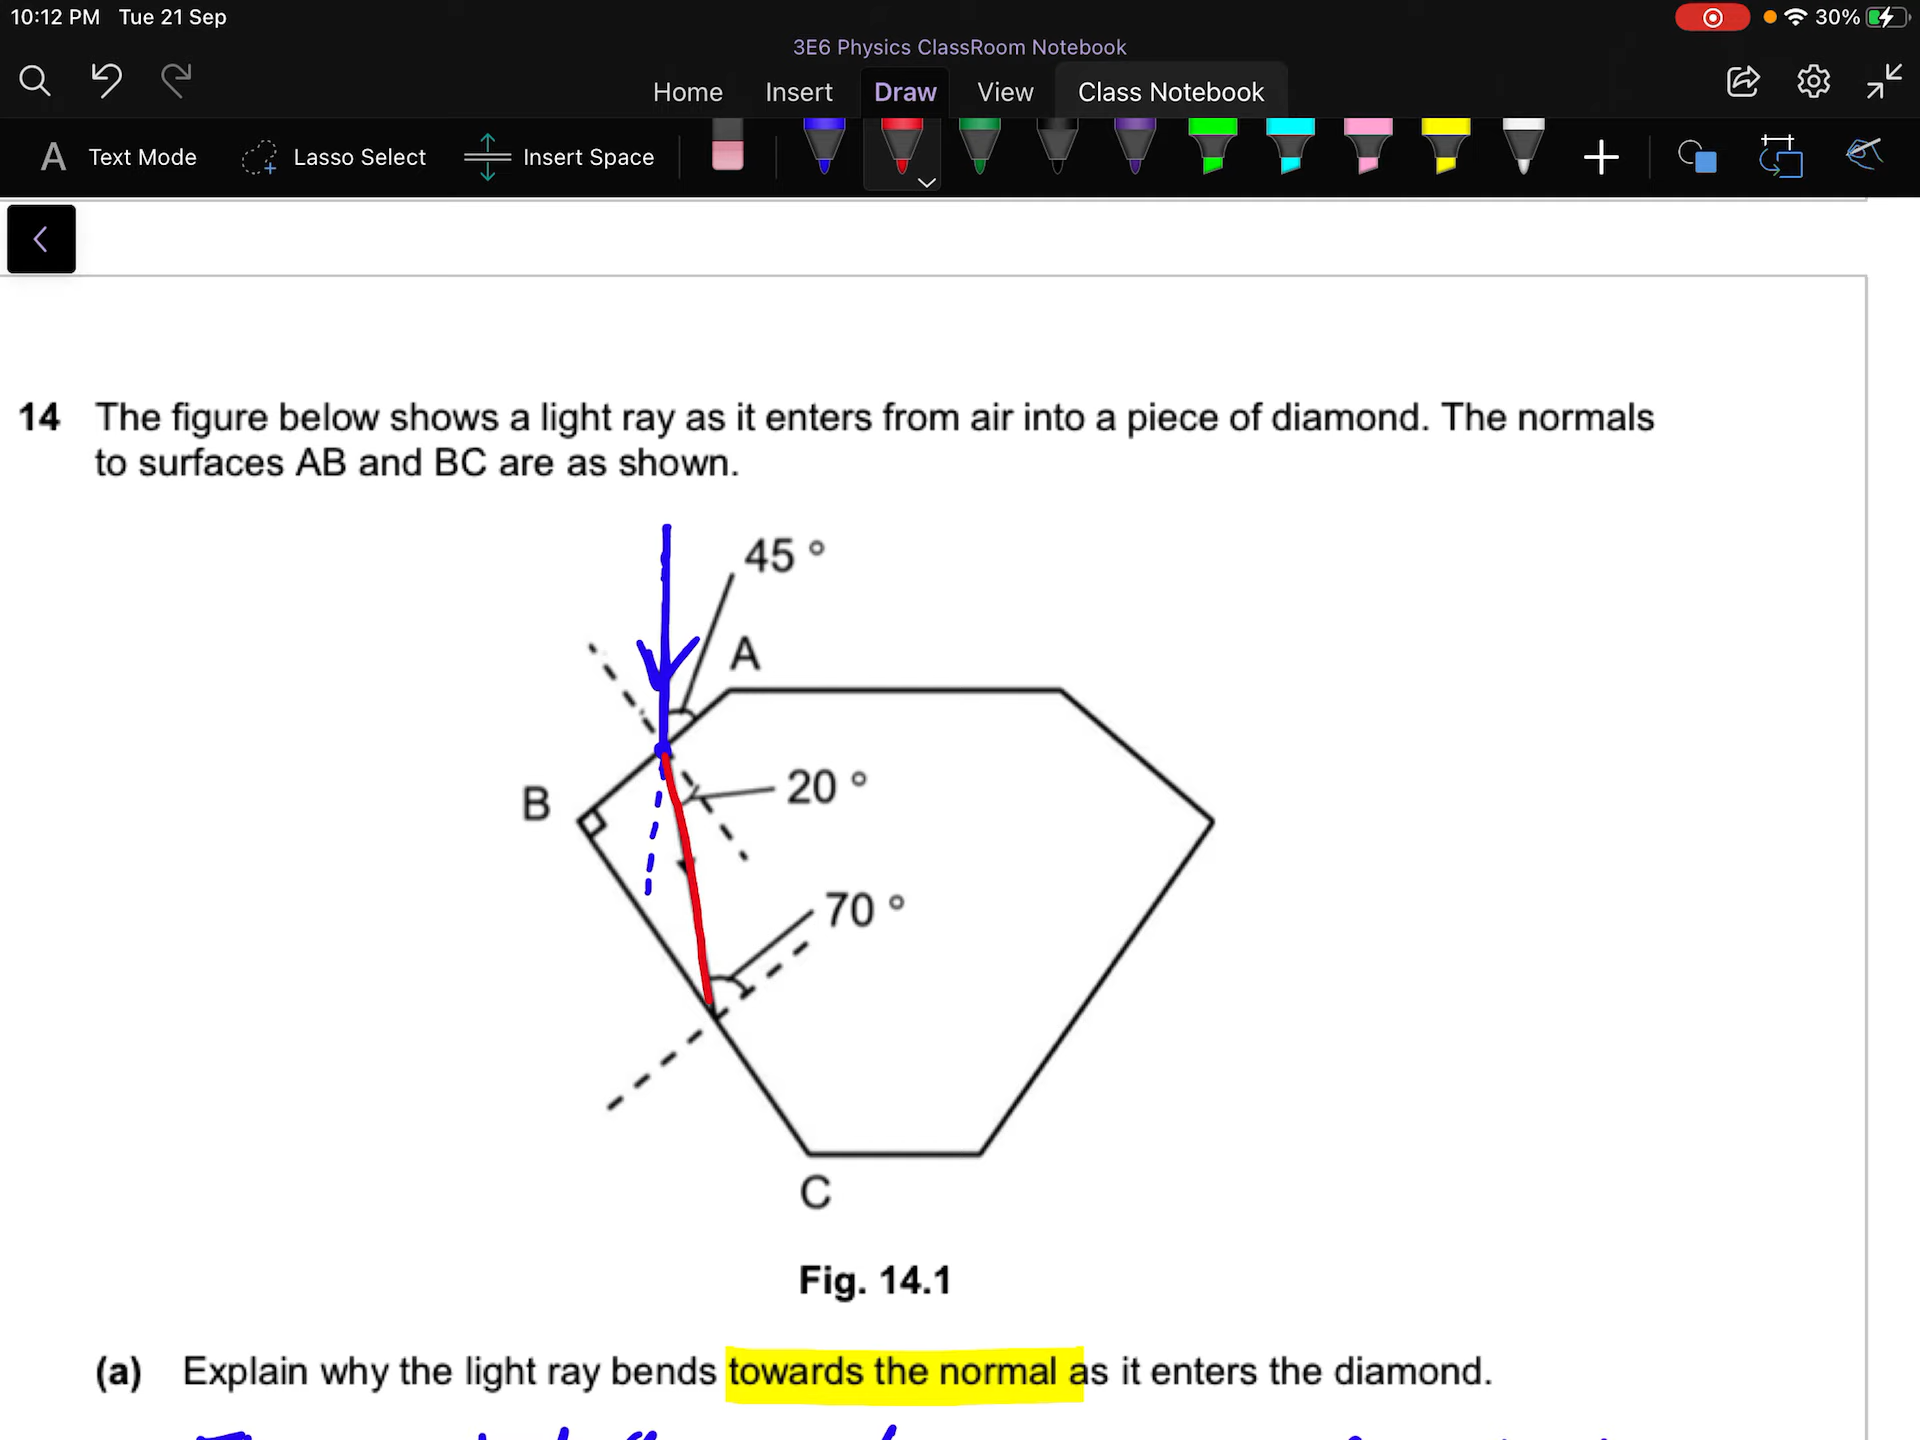 10:12 PM Tue 21 Sep
30%
3E6 Physics ClassRoom Notebook
Home Insert Draw View Class Notebook
A Text Mode Lasso Select Insert Space
14 The figure below shows a light ray as it enters from air into a piece of diamond. The normals
to surfaces AB and BC are as shown.
45 °
A
20 °
B
70 °
C
Fig. 14.1
(a) Explain why the light ray bends towards the normal as it enters the diamond.